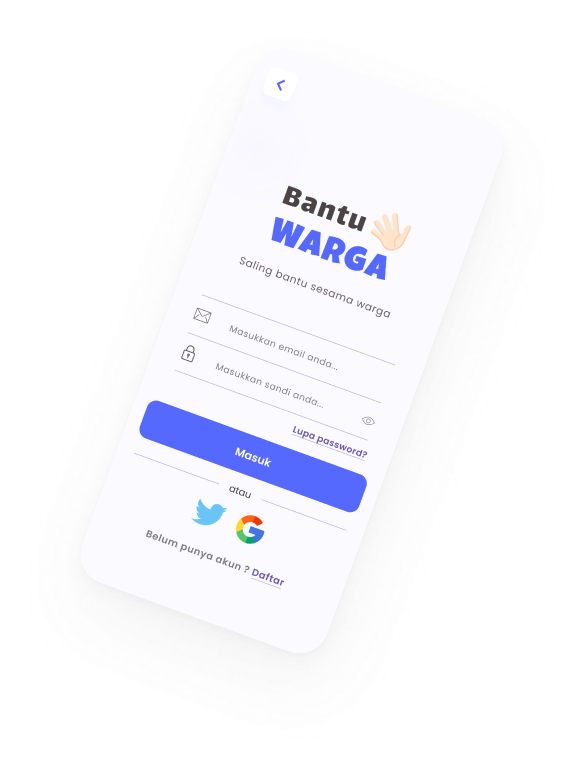 Bantu
WARGA
Saling bantu sesama warga
Masukkan email anda...
Masukkan sandi anda...
Lupa password?
Masuk
atau
Belum punya akun ? Daftar